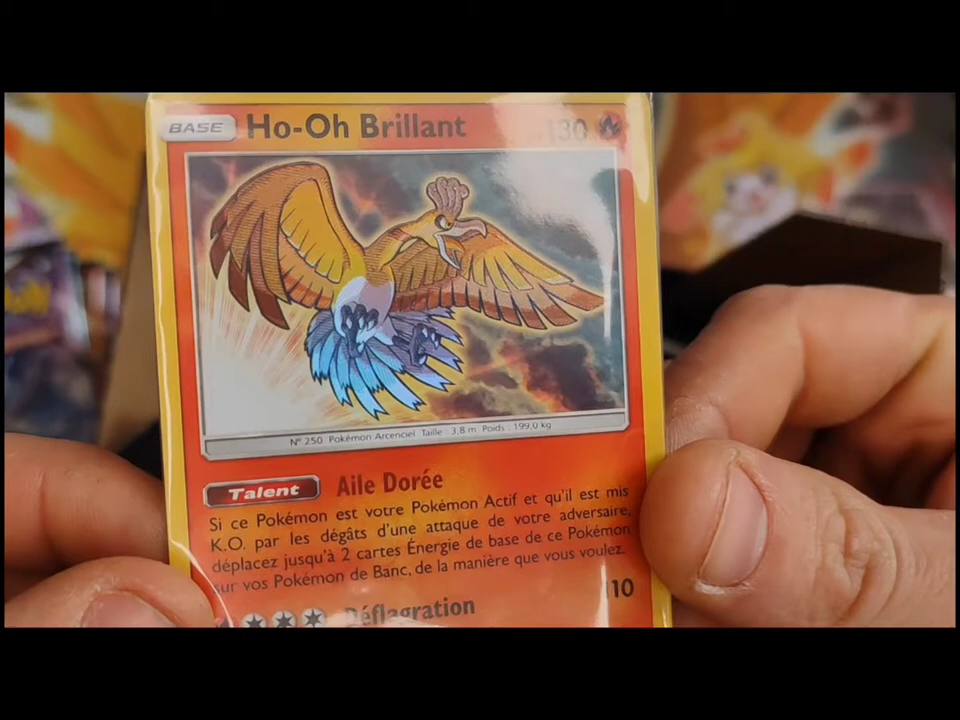 BASE Ho-Oh Brillant 130
N° 250 Pokémon Arcenciel Taille : 3,8 m Poids : 199,0 kg
Talent Aile Dorée
Si ce Pokémon est votre Pokémon Actif et qu'il est mis
K.O. par les dégâts d'une attaque de votre adversaire,
déplacez jusqu'à 2 cartes Énergie de base de ce Pokémon
sur vos Pokémon de Banc, de la manière que vous voulez.
Déflagration